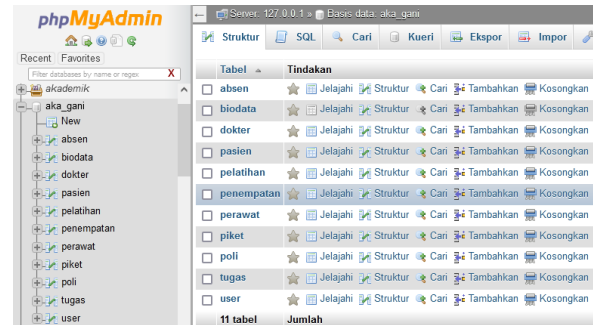 phpMyAdmin
Recent Favorites
Filter databases by name or regex X
akademik
aka_gani
New
absen
biodata
dokter
pasien
pelatihan
penempatan
perawat
piket
poli
tugas
user
Server: 127.0.0.1 » Basis data: aka_gani
Struktur SQL Cari Kueri Ekspor Impor
Tabel Tindakan
absen Jelajahi Struktur Cari Tambahkan Kosongkan
biodata Jelajahi Struktur Cari Tambahkan Kosongkan
dokter Jelajahi Struktur Cari Tambahkan Kosongkan
pasien Jelajahi Struktur Cari Tambahkan Kosongkan
pelatihan Jelajahi Struktur Cari Tambahkan Kosongkan
penempatan Jelajahi Struktur Cari Tambahkan Kosongkan
perawat Jelajahi Struktur Cari Tambahkan Kosongkan
piket Jelajahi Struktur Cari Tambahkan Kosongkan
poli Jelajahi Struktur Cari Tambahkan Kosongkan
tugas Jelajahi Struktur Cari Tambahkan Kosongkan
user Jelajahi Struktur Cari Tambahkan Kosongkan
11 tabel Jumlah